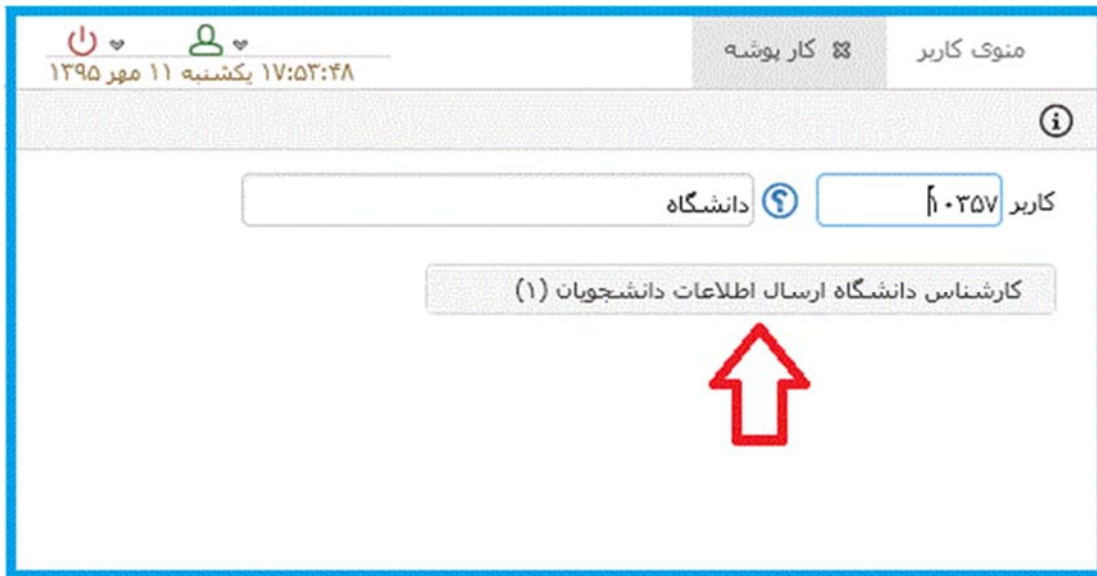 منوی کاربر
کار پوشه
۱۷:۵۳:۴۸ یکشنبه ۱۱ مهر ۱۳۹۵
کاربر ۱۰۳۵۷ دانشگاه
کارشناس دانشگاه ارسال اطلاعات دانشجویان (۱)